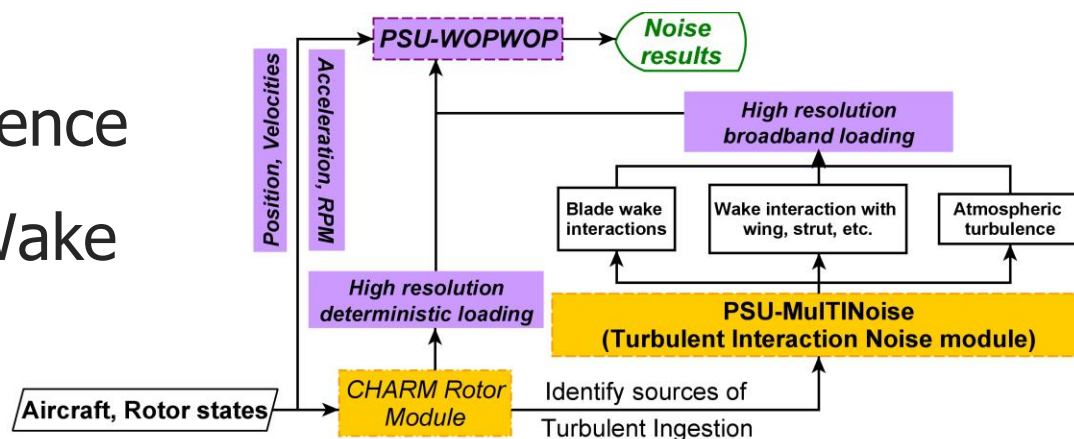 PSU-WOPWOP
Noise
results
Position, Velocities
Acceleration, RPM
ence
Wake
High resolution
broadband loading
Blade wake
interactions
Wake interaction with
wing, strut, etc.
Atmospheric
turbulence
High resolution
deterministic loading
PSU-MulTINoise
(Turbulent Interaction Noise module)
Aircraft, Rotor states
CHARM Rotor
Module
Identify sources of
Turbulent Ingestion